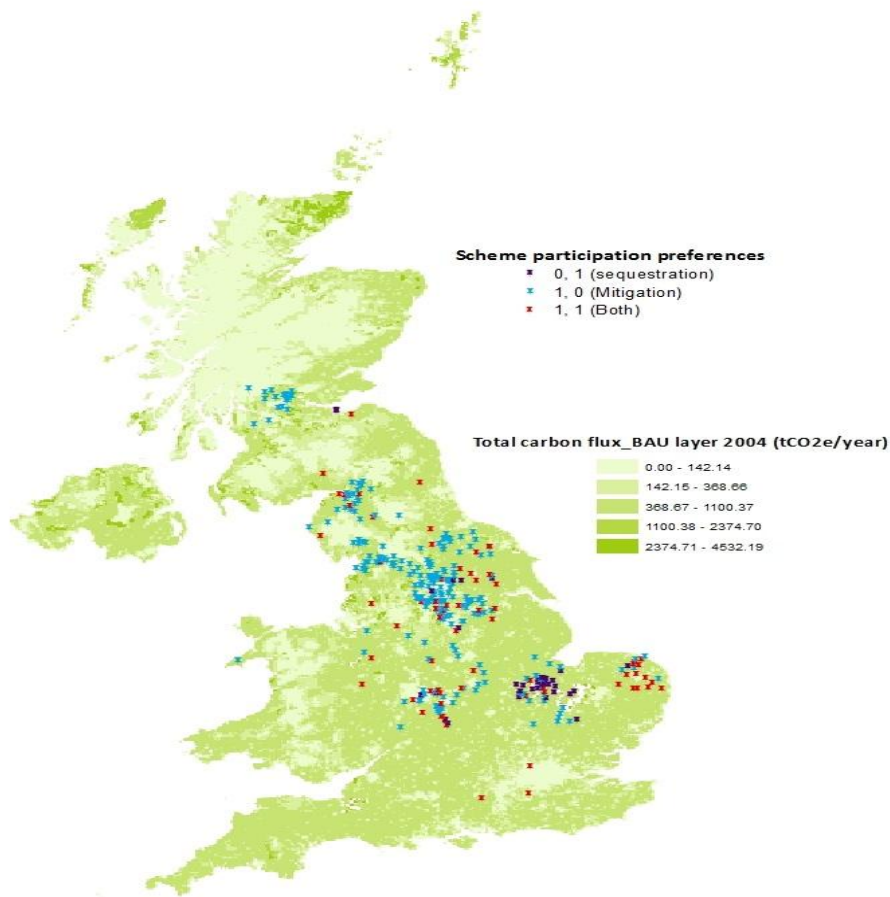 Scheme participation preferences
0, 1 (sequestration)
1, 0 (Mitigation)
1, 1 (Both)
Total carbon flux_BAU layer 2004 (tCO2e/year)
0.00 - 142.14
142.15 - 368.66
368.67 - 1100.37
1100.38 - 2374.70
2374.71 - 4532.19